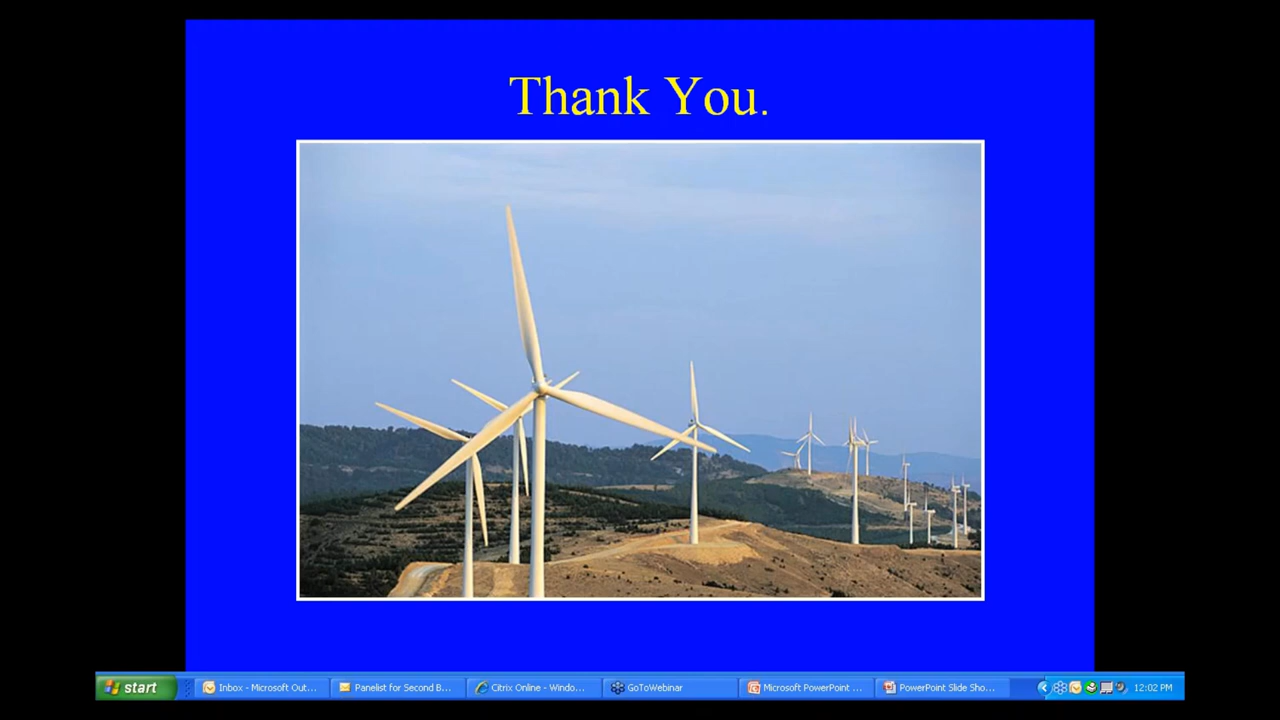 Thank You.
start
Inbox - Microsoft Out...
Panelist for Second B...
Citrix Online - Windo...
GoToWebinar
Microsoft PowerPoint ...
PowerPoint Slide Sho...
12:02 PM